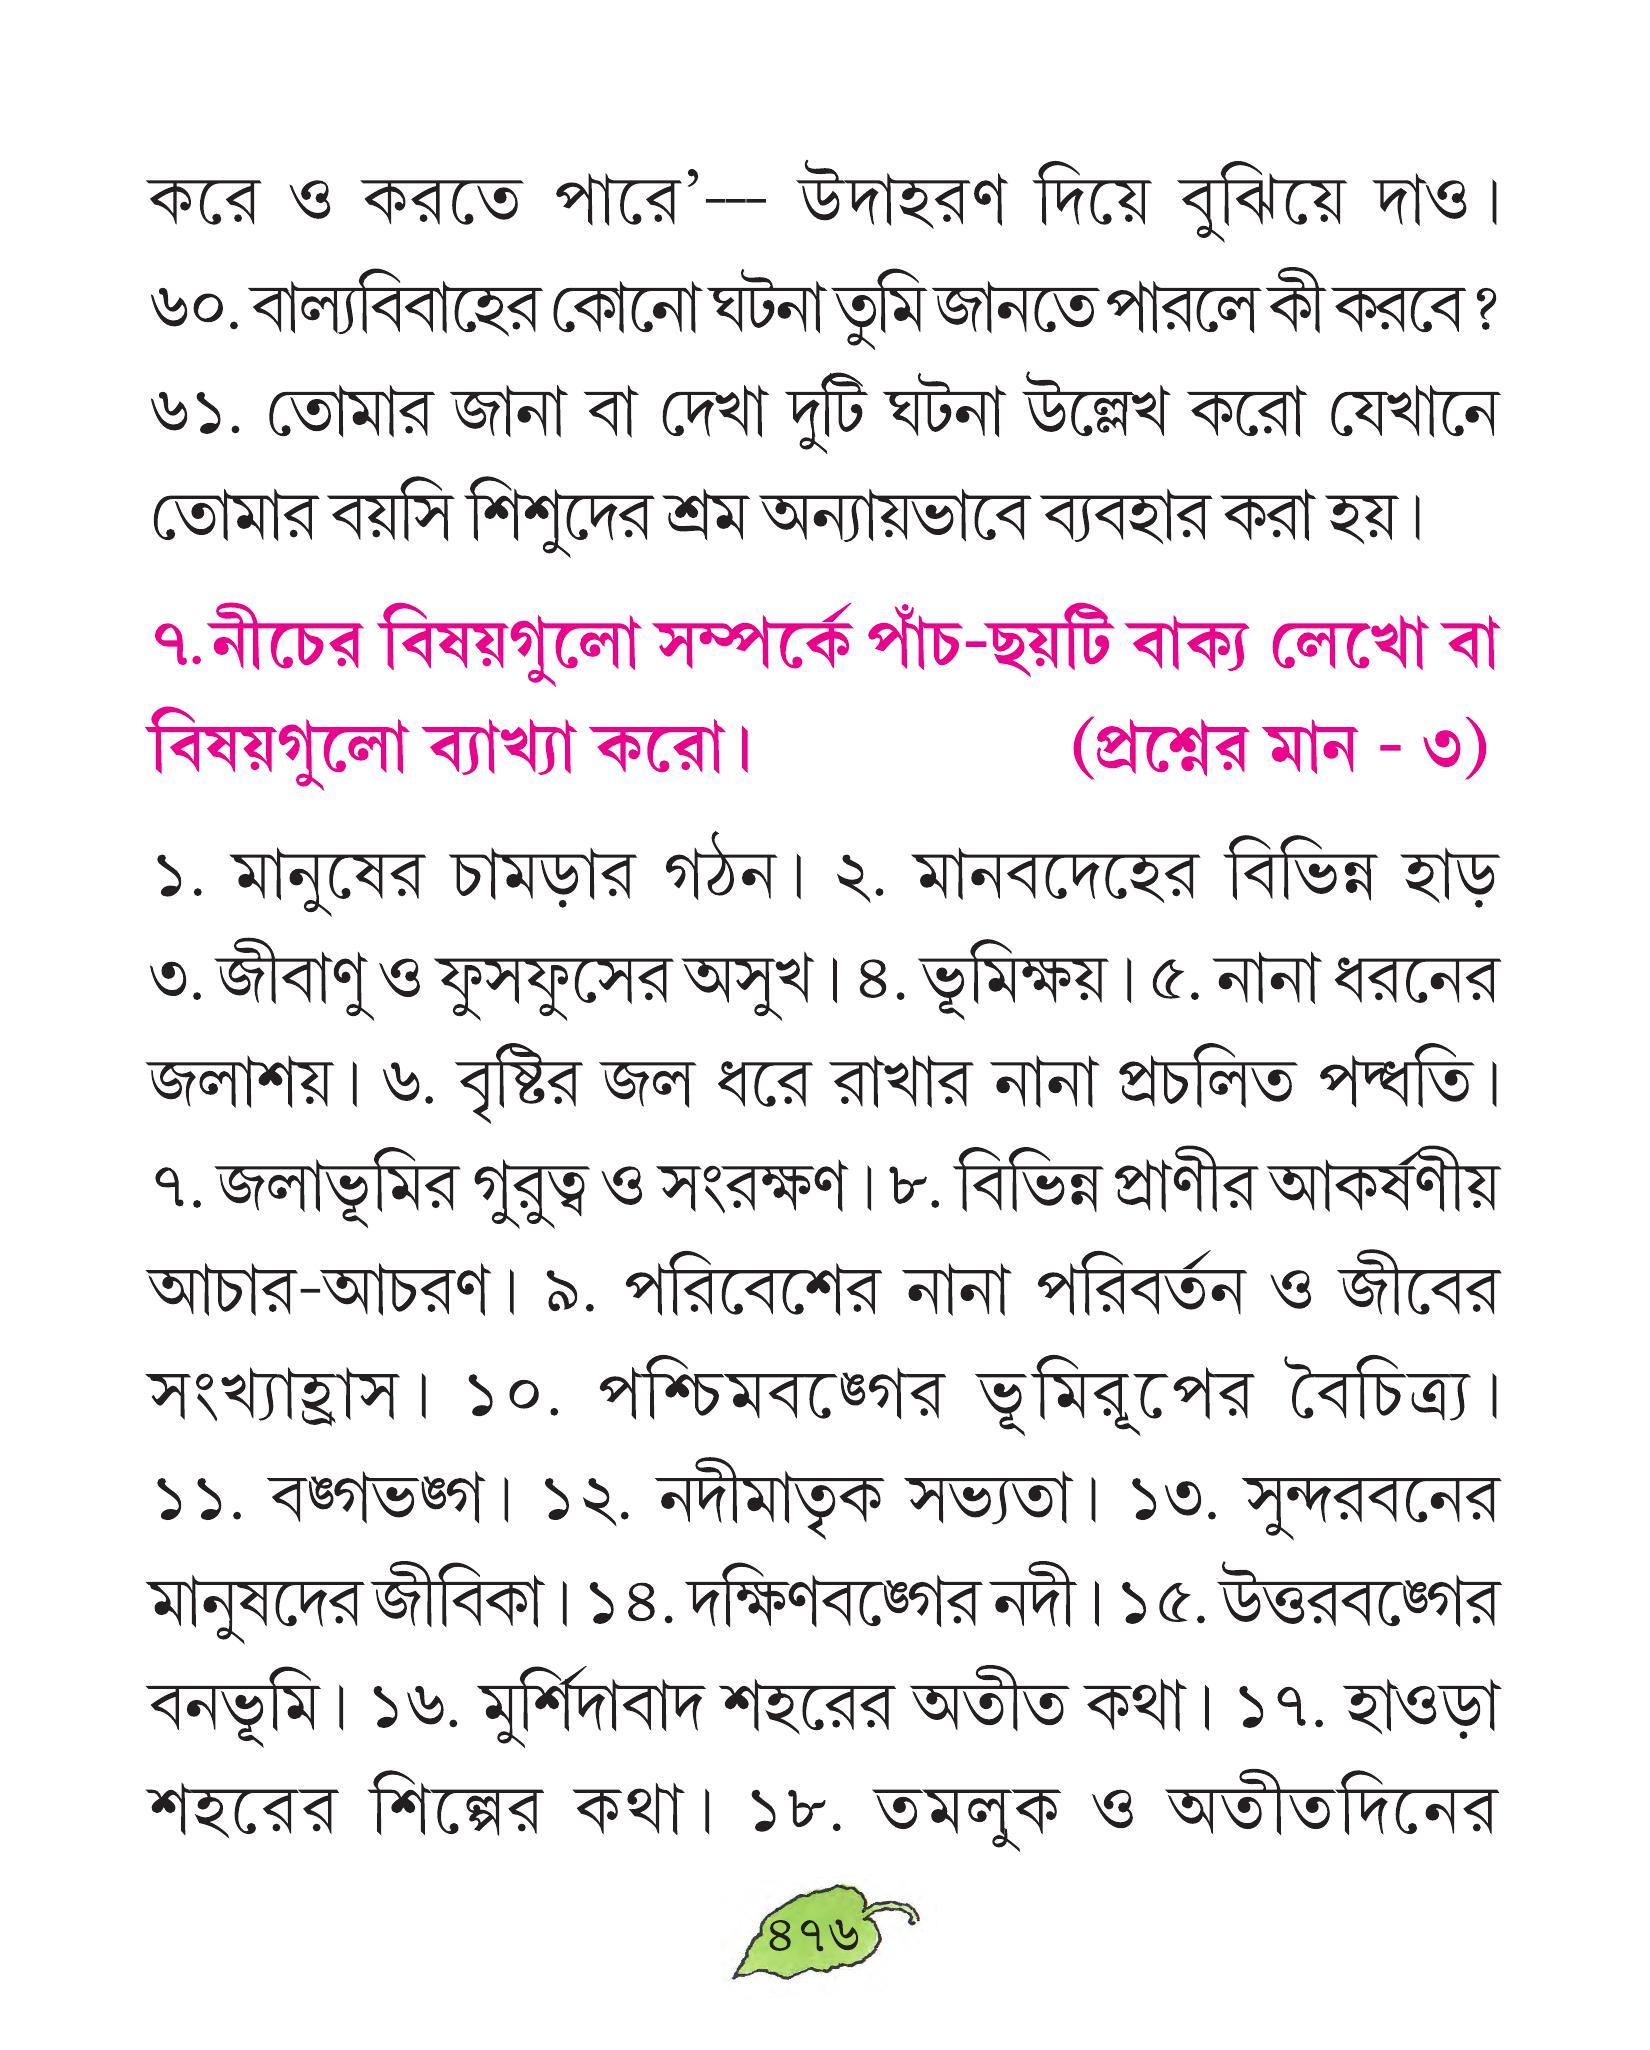 করে ও করতে পারে’--- উদাহরণ দিয়ে বুঝিয়ে দাও।
৬০. বাল্যবিবাহের কোনো ঘটনা তুমি জানতে পারলে কী করবে ?
৬১. তোমার জানা বা দেখা দুটি ঘটনা উল্লেখ করো যেখানে
তোমার বয়সি শিশুদের শ্রম অন্যায়ভাবে ব্যবহার করা হয়।
৭. নীচের বিষয়গুলো সম্পর্কে পাঁচ-ছয়টি বাক্য লেখো বা
বিষয়গুলো ব্যাখ্যা করো। (প্রশ্নের মান - ৩)
১. মানুষের চামড়ার গঠন। ২. মানবদেহের বিভিন্ন হাড়
৩. জীবাণু ও ফুসফুসের অসুখ। ৪. ভূমিক্ষয়। ৫. নানা ধরনের
জলাশয়। ৬. বৃষ্টির জল ধরে রাখার নানা প্রচলিত পদ্ধতি।
৭. জলাভূমির গুরুত্ব ও সংরক্ষণ। ৮. বিভিন্ন প্রাণীর আকর্ষণীয়
আচার-আচরণ। ৯. পরিবেশের নানা পরিবর্তন ও জীবের
সংখ্যাহ্রাস। ১০. পশ্চিমবঙ্গের ভূমিরূপের বৈচিত্র্য।
১১. বঙ্গভঙ্গ। ১২. নদীমাতৃক সভ্যতা। ১৩. সুন্দরবনের
মানুষদের জীবিকা। ১৪. দক্ষিণবঙ্গের নদী। ১৫. উত্তরবঙ্গের
বনভূমি। ১৬. মুর্শিদাবাদ শহরের অতীত কথা। ১৭. হাওড়া
শহরের শিল্পের কথা। ১৮. তমলুক ও অতীতদিনের
৪৭৬